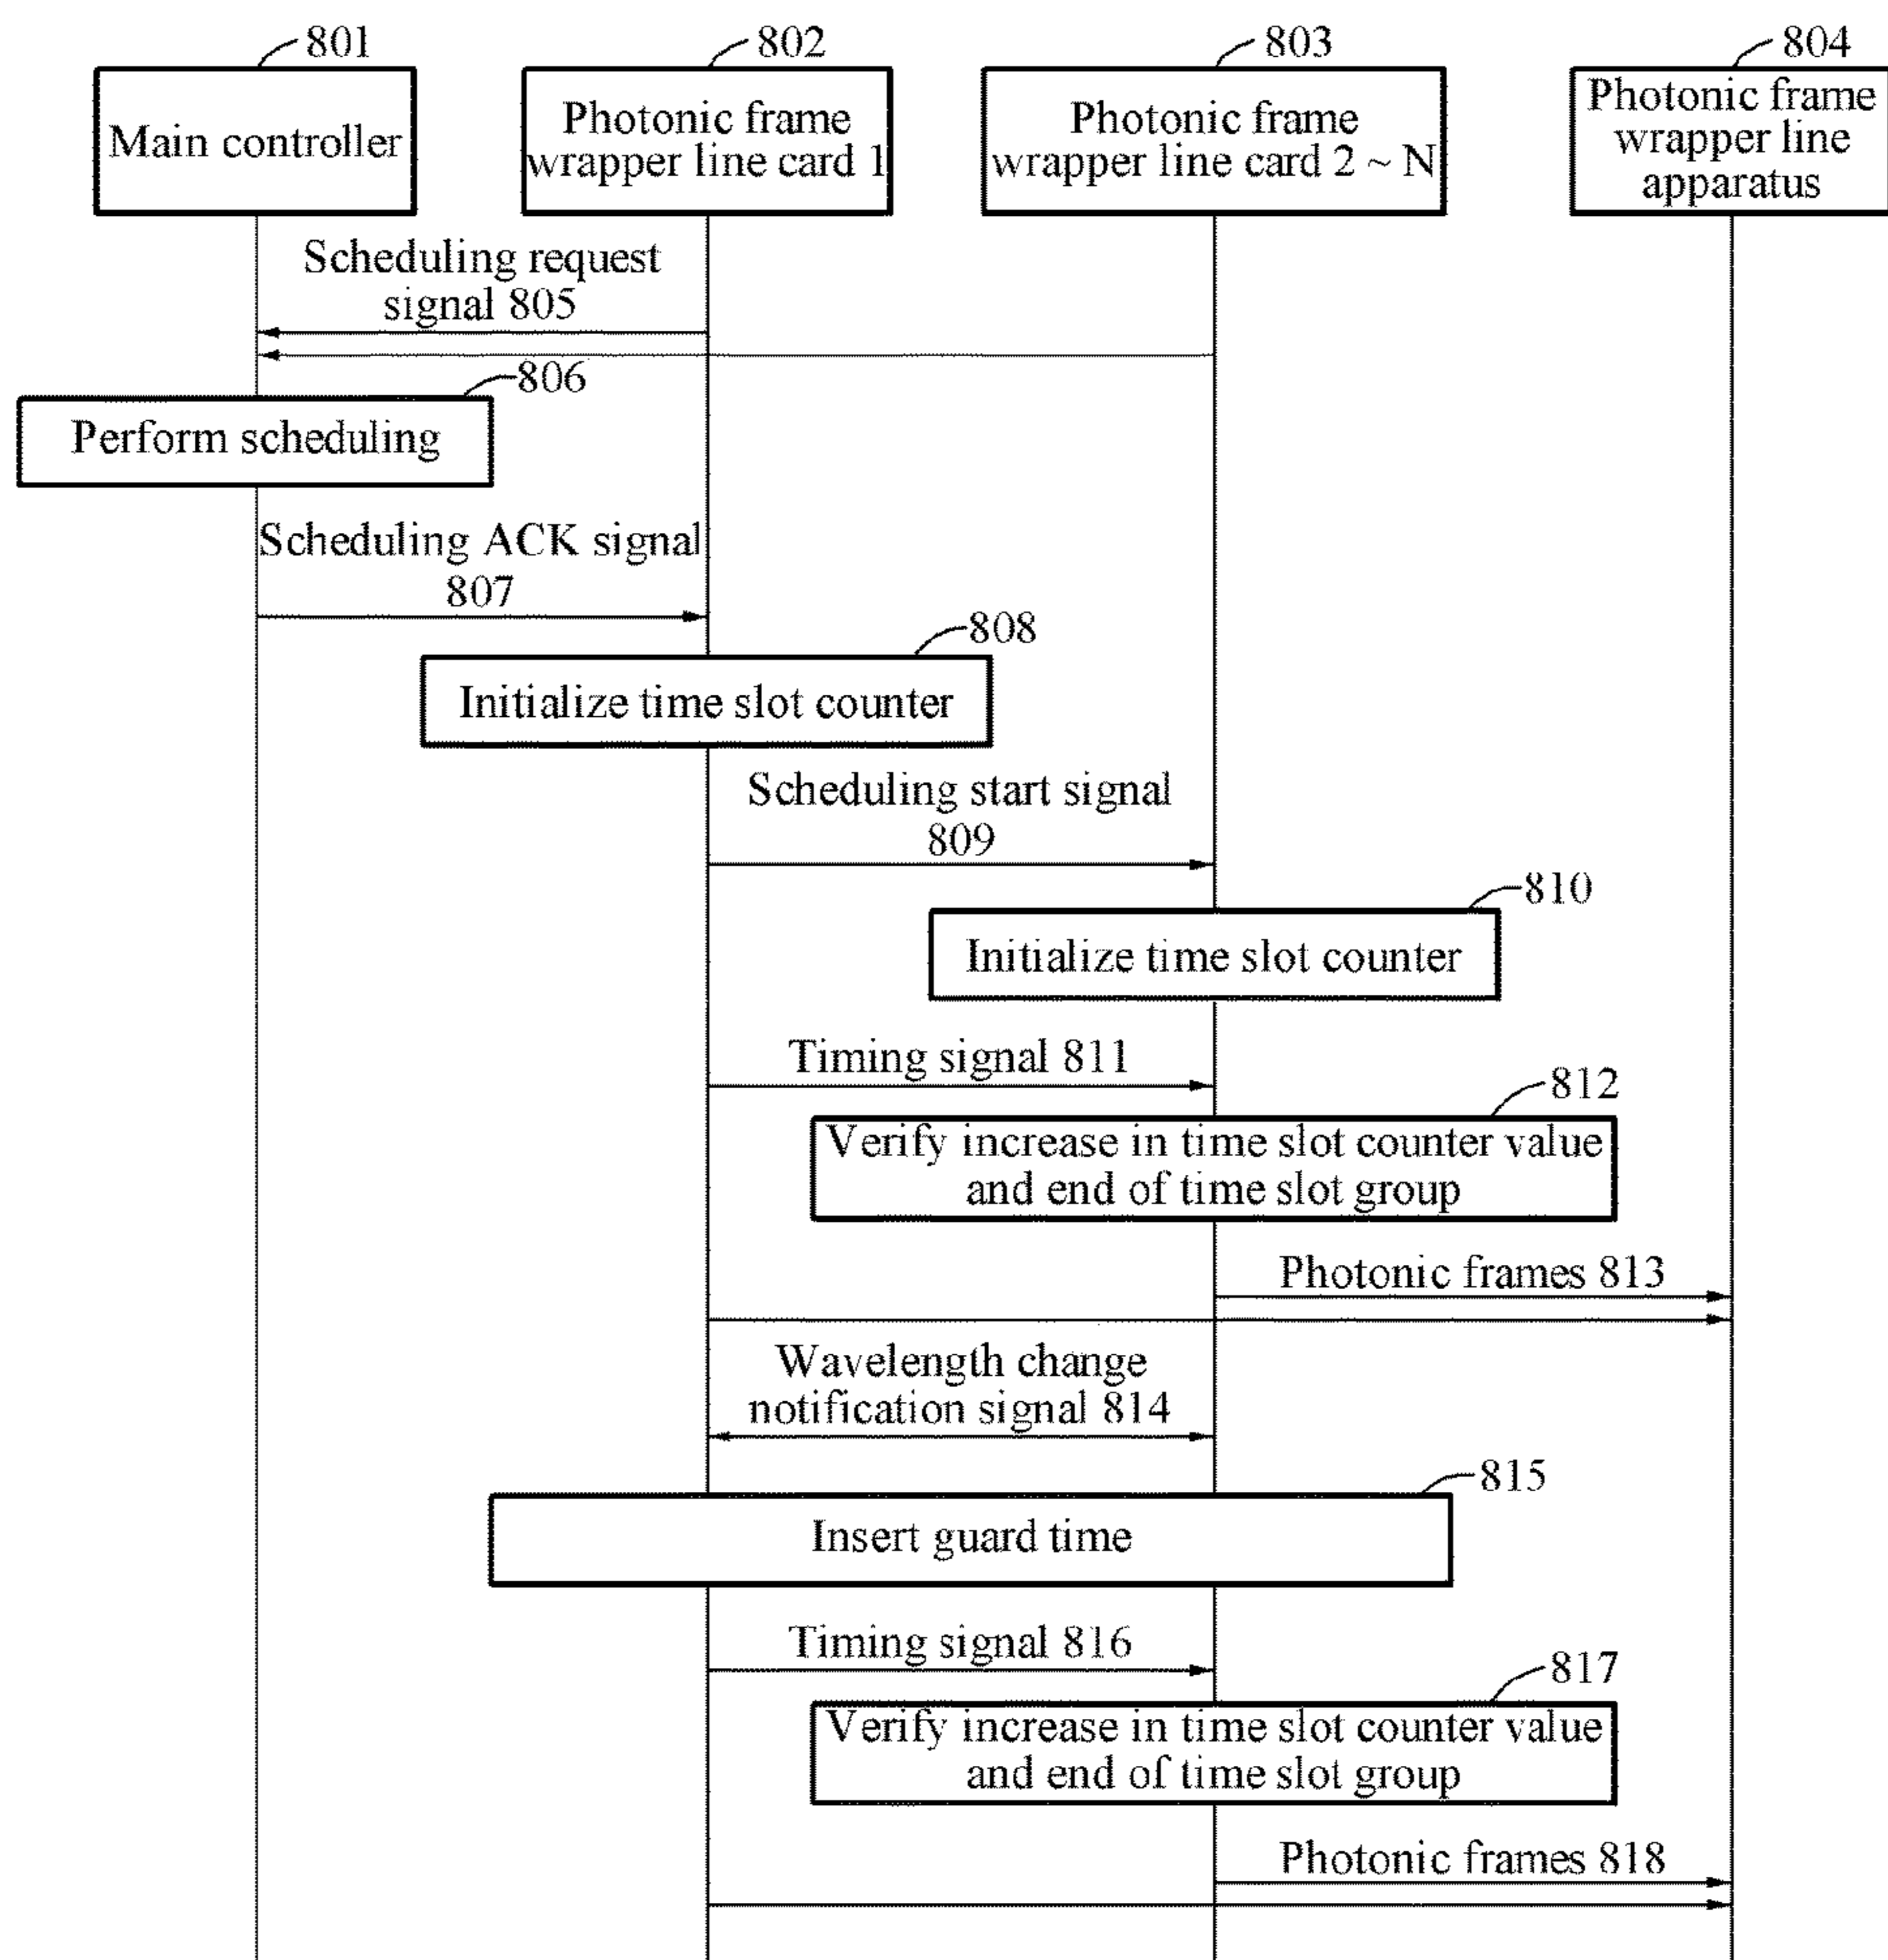 801
802
803
804
Main controller
Photonic frame
wrapper line card 1
Photonic frame
wrapper line card 2 ~ N
Photonic frame
wrapper line
apparatus
Scheduling request
signal 805
806
Perform scheduling
Scheduling ACK signal
807
808
Initialize time slot counter
Scheduling start signal
809
810
Initialize time slot counter
Timing signal 811
812
Verify increase in time slot counter value
and end of time slot group
Photonic frames 813
Wavelength change
notification signal 814
815
Insert guard time
Timing signal 816
817
Verify increase in time slot counter value
and end of time slot group
Photonic frames 818